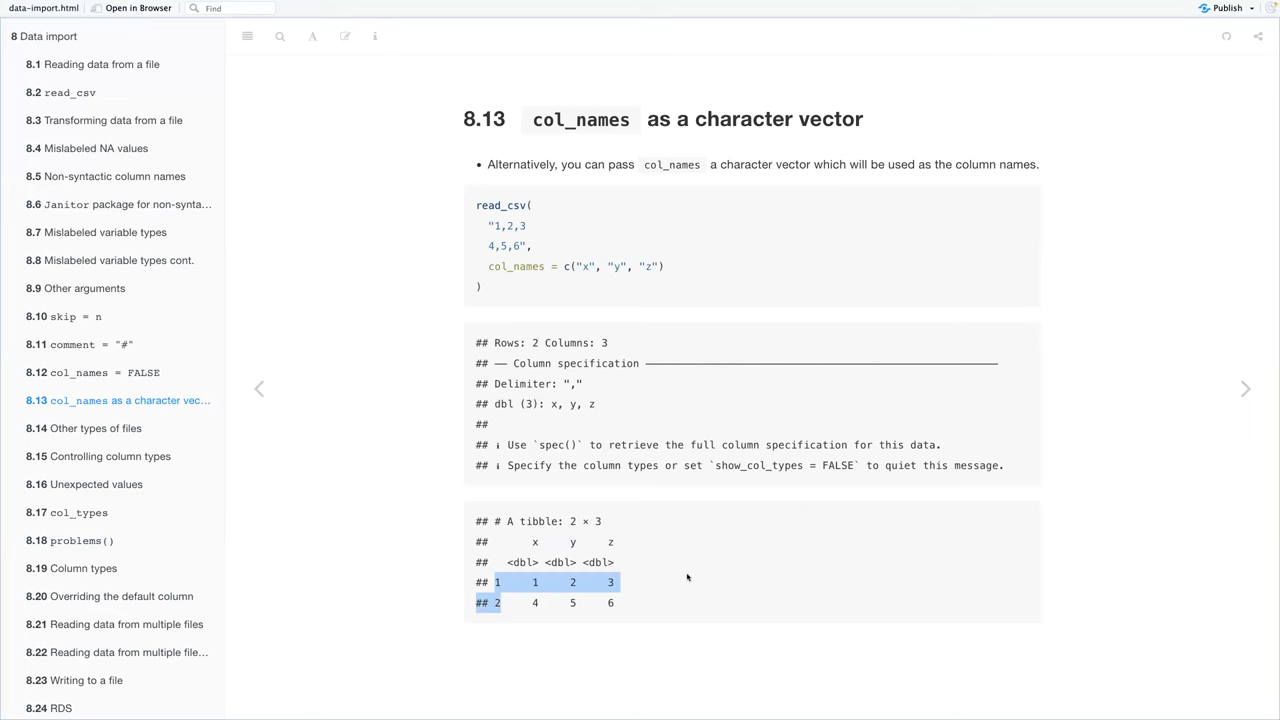 data-import.html
Open in Browser
Find
Publish
8 Data import
8.1 Reading data from a file
8.2 read_csv
8.3 Transforming data from a file
8.4 Mislabeled NA values
8.5 Non-syntactic column names
8.6 Janitor package for non-synta...
8.7 Mislabeled variable types
8.8 Mislabeled variable types cont.
8.9 Other arguments
8.10 skip = n
8.11 comment = "#"
8.12 col_names = FALSE
8.13 col_names as a character vec...
8.14 Other types of files
8.15 Controlling column types
8.16 Unexpected values
8.17 col_types
8.18 problems()
8.19 Column types
8.20 Overriding the default column
8.21 Reading data from multiple files
8.22 Reading data from multiple file...
8.23 Writing to a file
8.24 RDS
8.13 col_names as a character vector
• Alternatively, you can pass col_names a character vector which will be used as the column names.
read_csv(
"1,2,3
4,5,6",
col_names = c("x", "y", "z")
)
## Rows: 2 Columns: 3
## ── Column specification ────────────────────────────────
## Delimiter: ","
## dbl (3): x, y, z
##
## ℹ Use `spec()` to retrieve the full column specification for this data.
## ℹ Specify the column types or set `show_col_types = FALSE` to quiet this message.
## # A tibble: 2 × 3
## x y z
## <dbl> <dbl> <dbl>
## 1 1 2 3
## 2 4 5 6